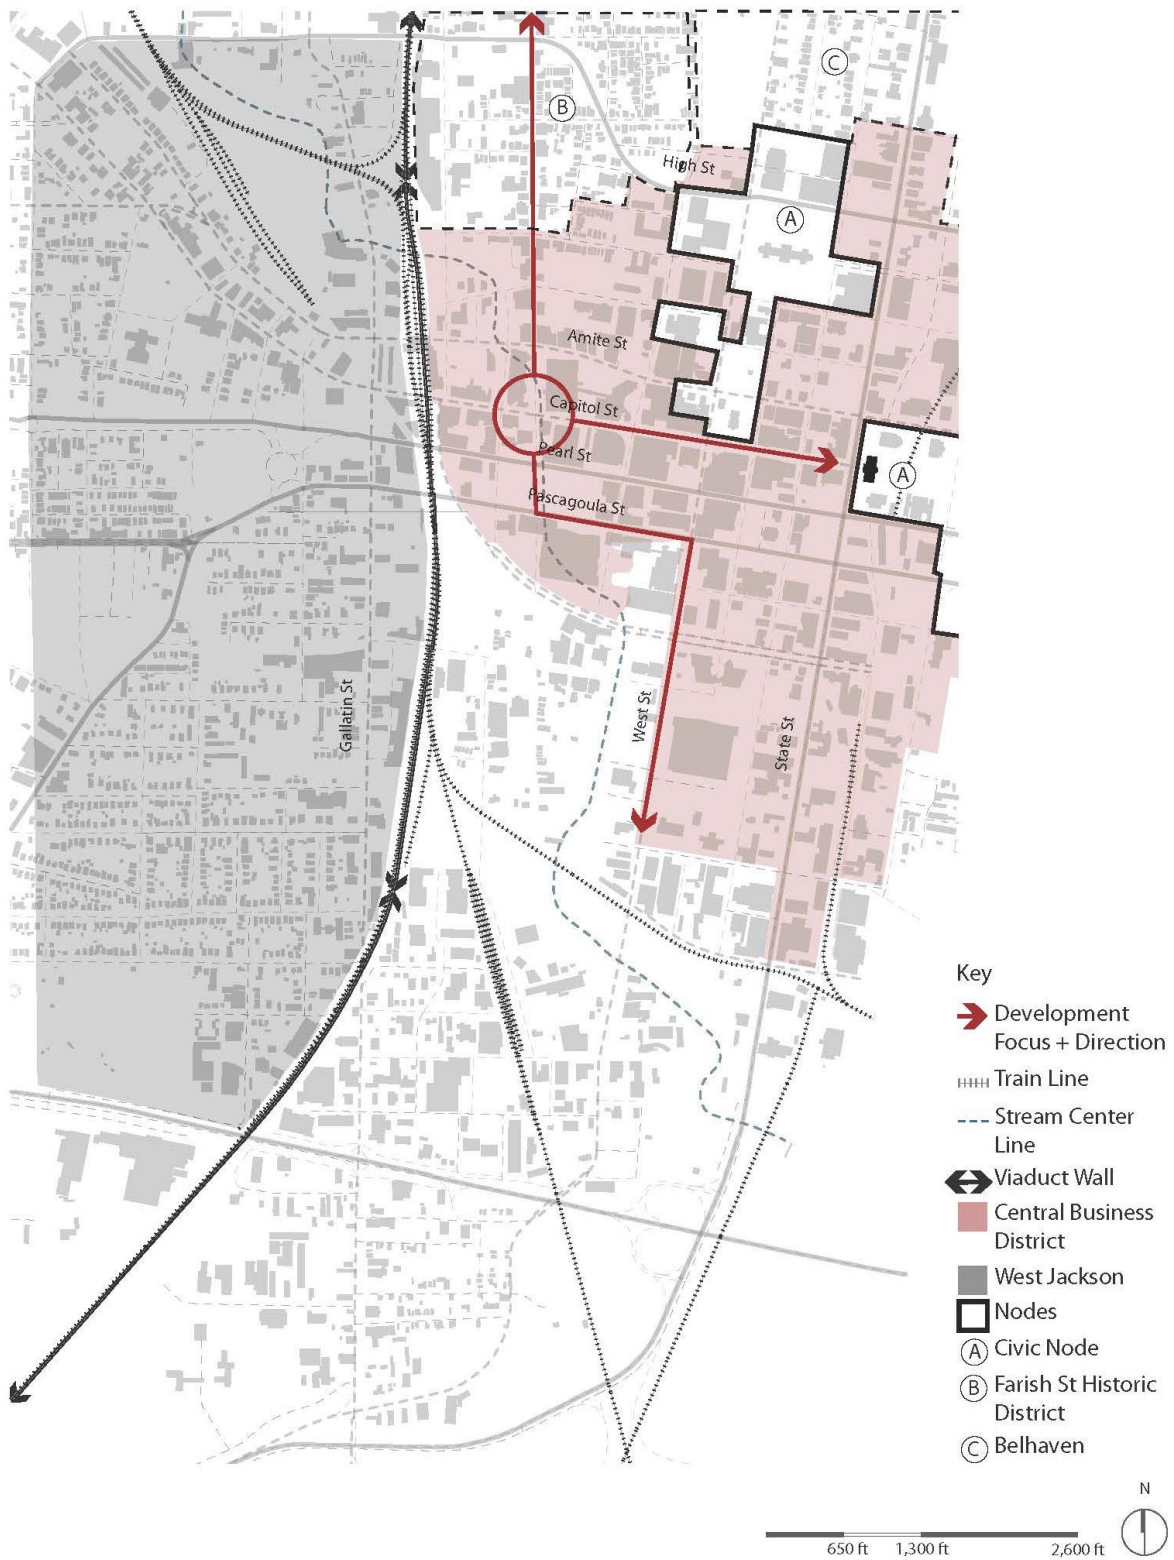 C
B
High St
A
Amite St
Capitol St
Pearl St
A
Pascagoula St
Gallatin St
West St
State St
Key
Development
Focus + Direction
Train Line
Stream Center
Line
Viaduct Wall
Central Business
District
West Jackson
Nodes
A Civic Node
B Farish St Historic
District
C Belhaven
N
650 ft 1,300 ft 2,600 ft